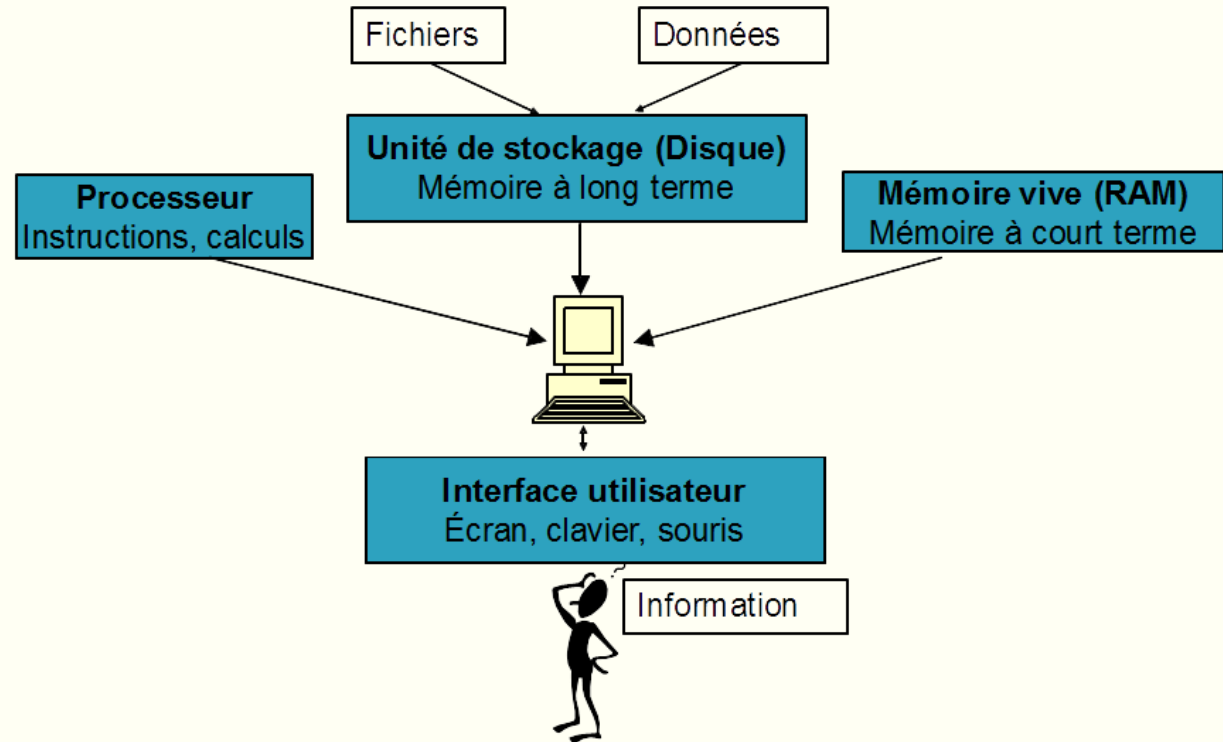 Fichiers
Données
Unité de stockage (Disque)
Mémoire à long terme
Processeur
Instructions, calculs
Mémoire vive (RAM)
Mémoire à court terme
Interface utilisateur
Écran, clavier, souris
Information